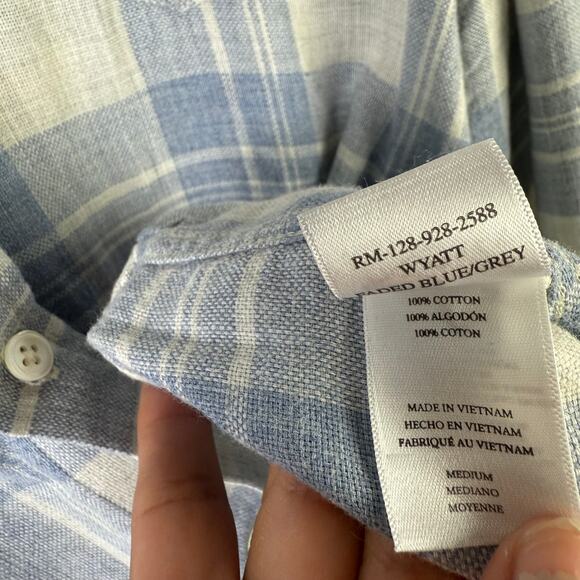 RM-128-928-2588
WYATT
FADED BLUE/GREY
100% COTTON
100% ALGODÓN
100% COTON
MADE IN VIETNAM
HECHO EN VIETNAM
FABRIQUÉ AU VIETNAM
MEDIUM
MEDIANO
MOYENNE